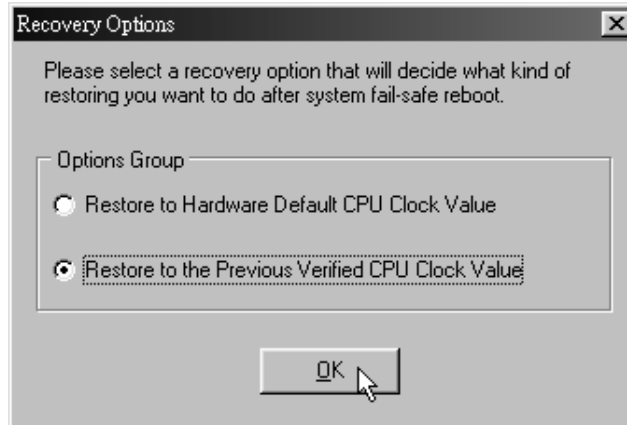 Recovery Options
Please select a recovery option that will decide what kind of
restoring you want to do after system fail-safe reboot.
Options Group
Restore to Hardware Default CPU Clock Value
Restore to the Previous Verified CPU Clock Value
OK